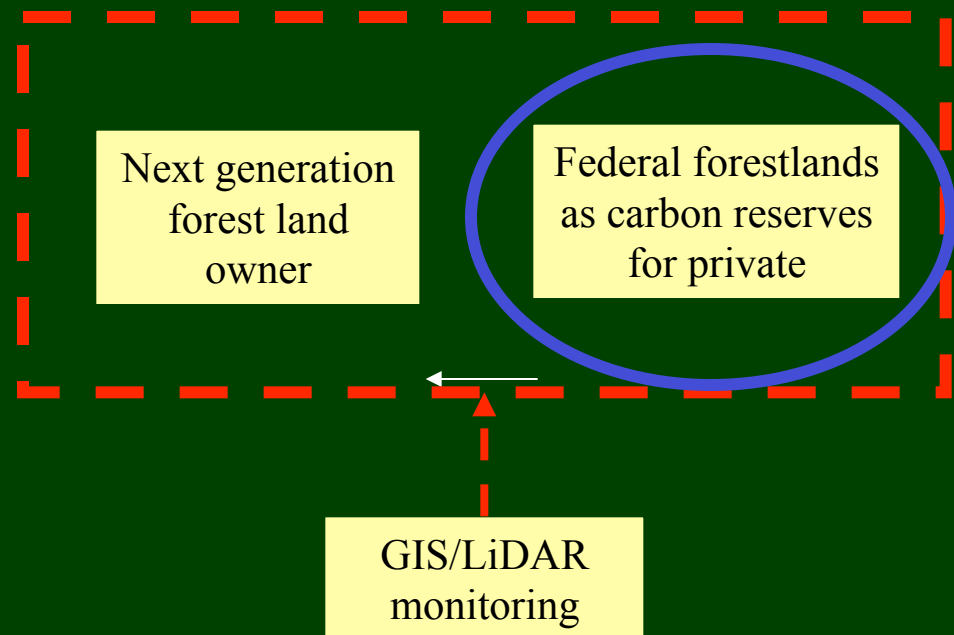 Next generation
forest land
owner
Federal forestlands
as carbon reserves
for private
GIS/LiDAR
monitoring